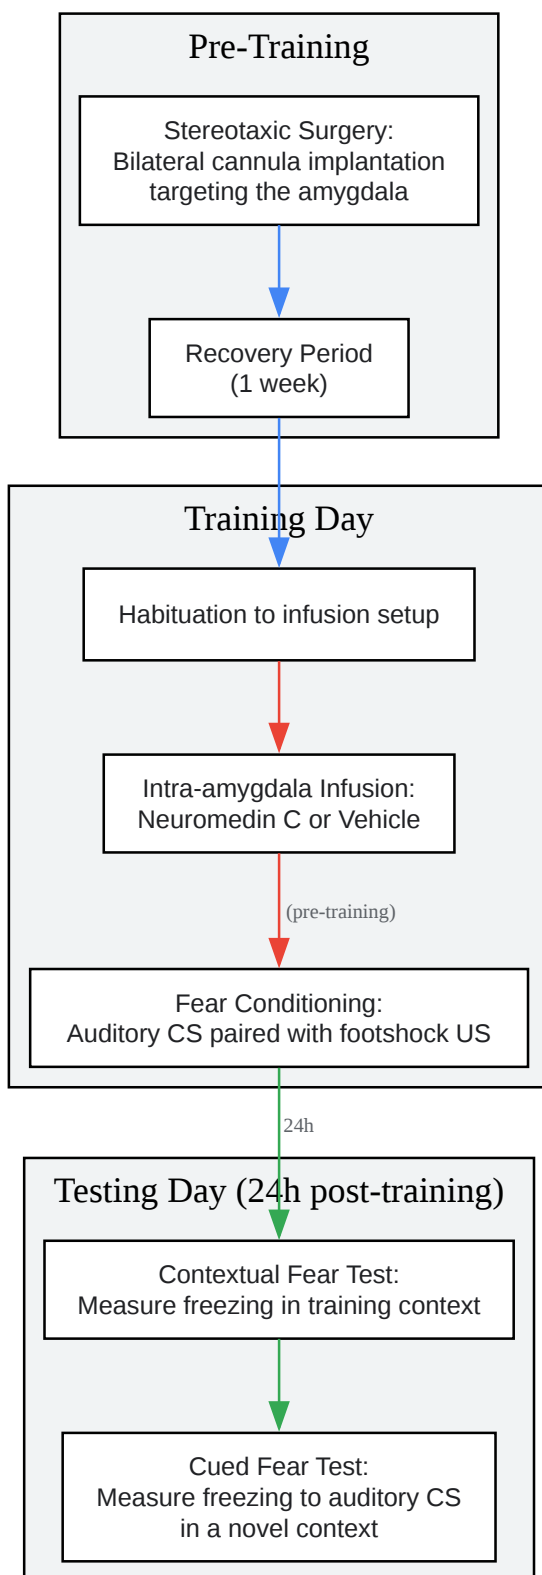 Pre-Training
Stereotaxic Surgery:
Bilateral cannula implantation
targeting the amygdala
Recovery Period
(1 week)
Training Day
Habituation to infusion setup
Intra-amygdala Infusion:
Neuromedin C or Vehicle
(pre-training)
Fear Conditioning:
Auditory CS paired with footshock US
24h
Testing Day (24h post-training)
Contextual Fear Test:
Measure freezing in training context
Cued Fear Test:
Measure freezing to auditory CS
in a novel context